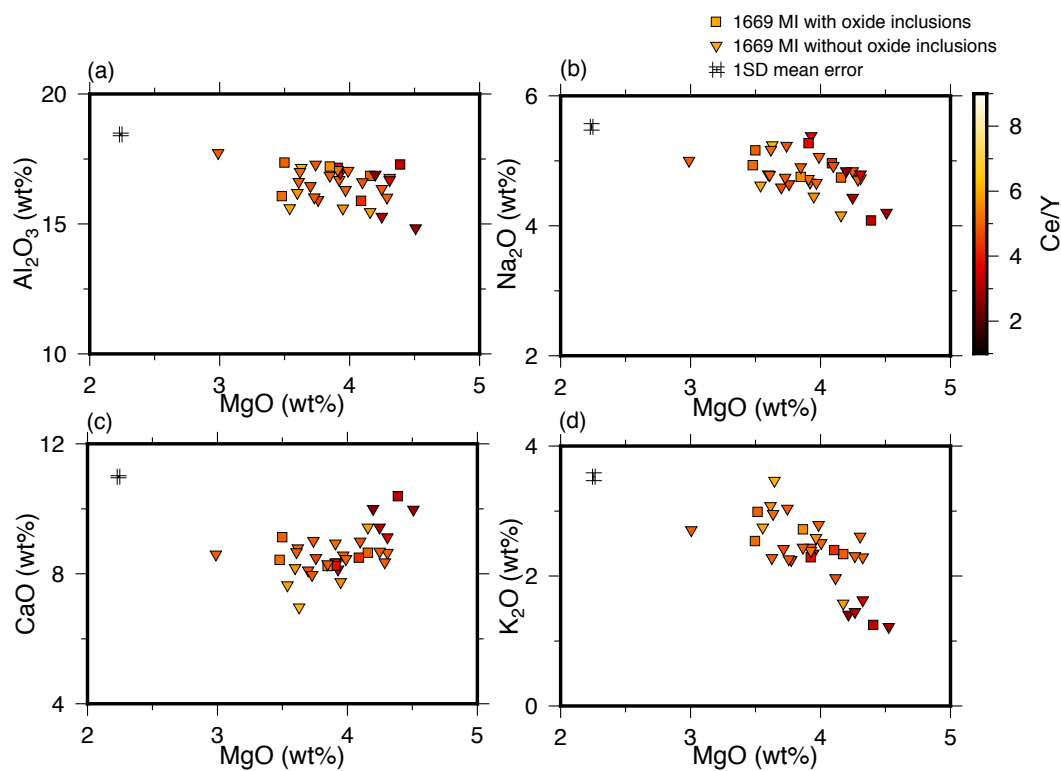 1669 MI with oxide inclusions
1669 MI without oxide inclusions
1SD mean error
(a)
20
15
10
Al₂O₃ (wt%)
2
3
4
5
MgO (wt%)
(b)
6
4
2
Na₂O (wt%)
2
3
4
5
MgO (wt%)
8
6
4
2
Ce/Y
(c)
12
8
4
CaO (wt%)
2
3
4
5
MgO (wt%)
(d)
4
2
0
K₂O (wt%)
2
3
4
5
MgO (wt%)